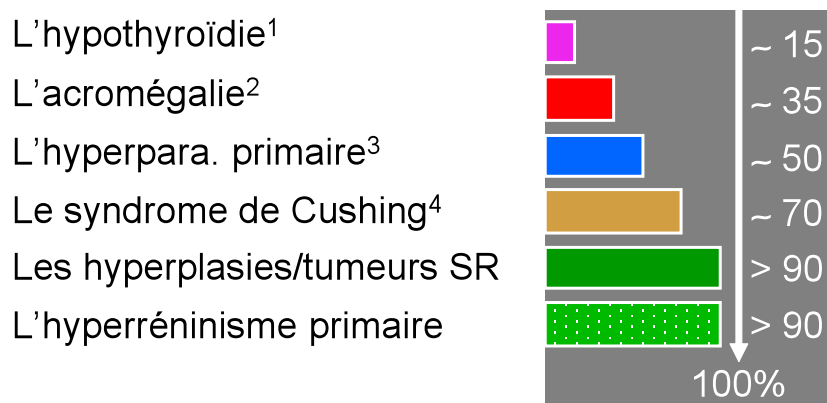 L'hypothyroïdie¹ ~ 15
L'acromégalie² ~ 35
L'hyperpara. primaire³ ~ 50
Le syndrome de Cushing⁴ ~ 70
Les hyperplasies/tumeurs SR > 90
L'hyperréninisme primaire > 90
100%